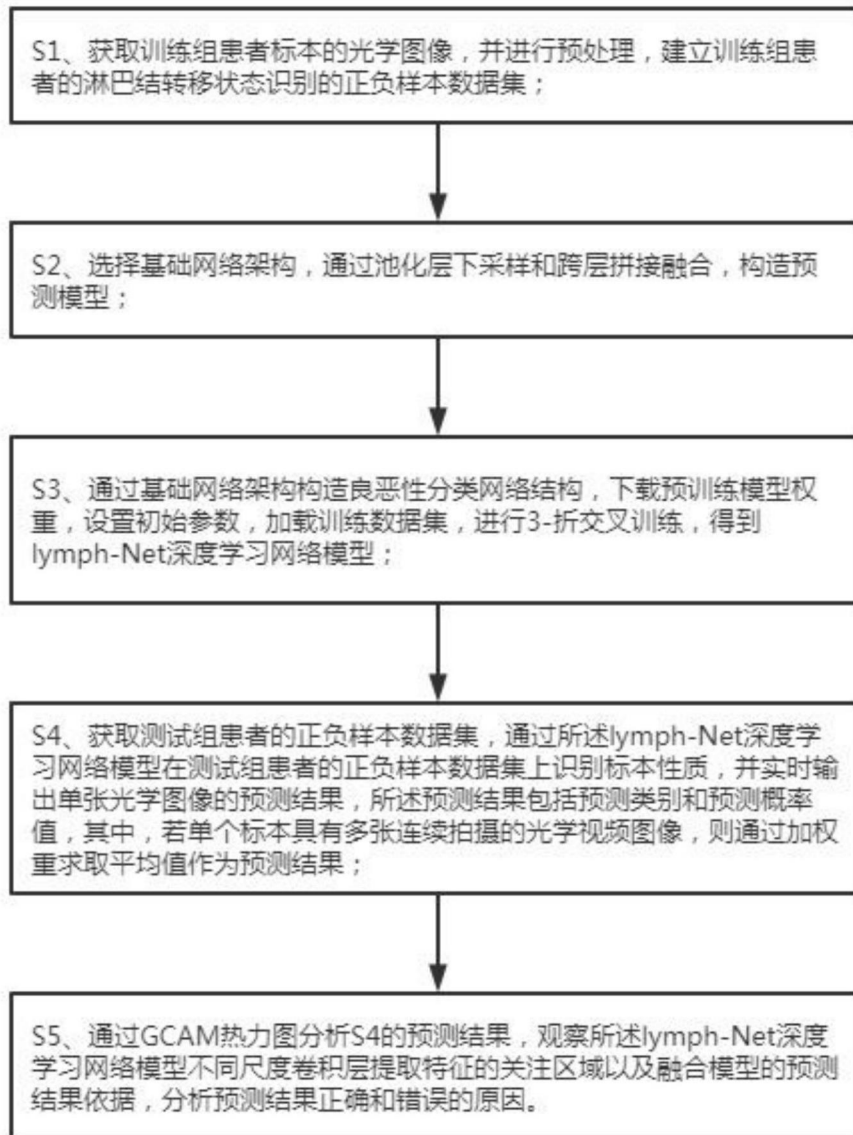 S1、获取训练组患者标本的光学图像，并进行预处理，建立训练组患
者的淋巴结转移状态识别的正负样本数据集；
S2、选择基础网络架构，通过池化层下采样和跨层拼接融合，构造预
测模型；
S3、通过基础网络架构构造良恶性分类网络结构，下载预训练模型权
重，设置初始参数，加载训练数据集，进行3-折交叉训练，得到
lymph-Net深度学习网络模型；
S4、获取测试组患者的正负样本数据集，通过所述lymph-Net深度学
习网络模型在测试组患者的正负样本数据集上识别标本性质，并实时输
出单张光学图像的预测结果，所述预测结果包括预测类别和预测概率
值，其中，若单个标本具有多张连续拍摄的光学视频图像，则通过加权
重求取平均值作为预测结果；
S5、通过GCAM热力图分析S4的预测结果，观察所述lymph-Net深度
学习网络模型不同尺度卷积层提取特征的关注区域以及融合模型的预测
结果依据，分析预测结果正确和错误的原因。